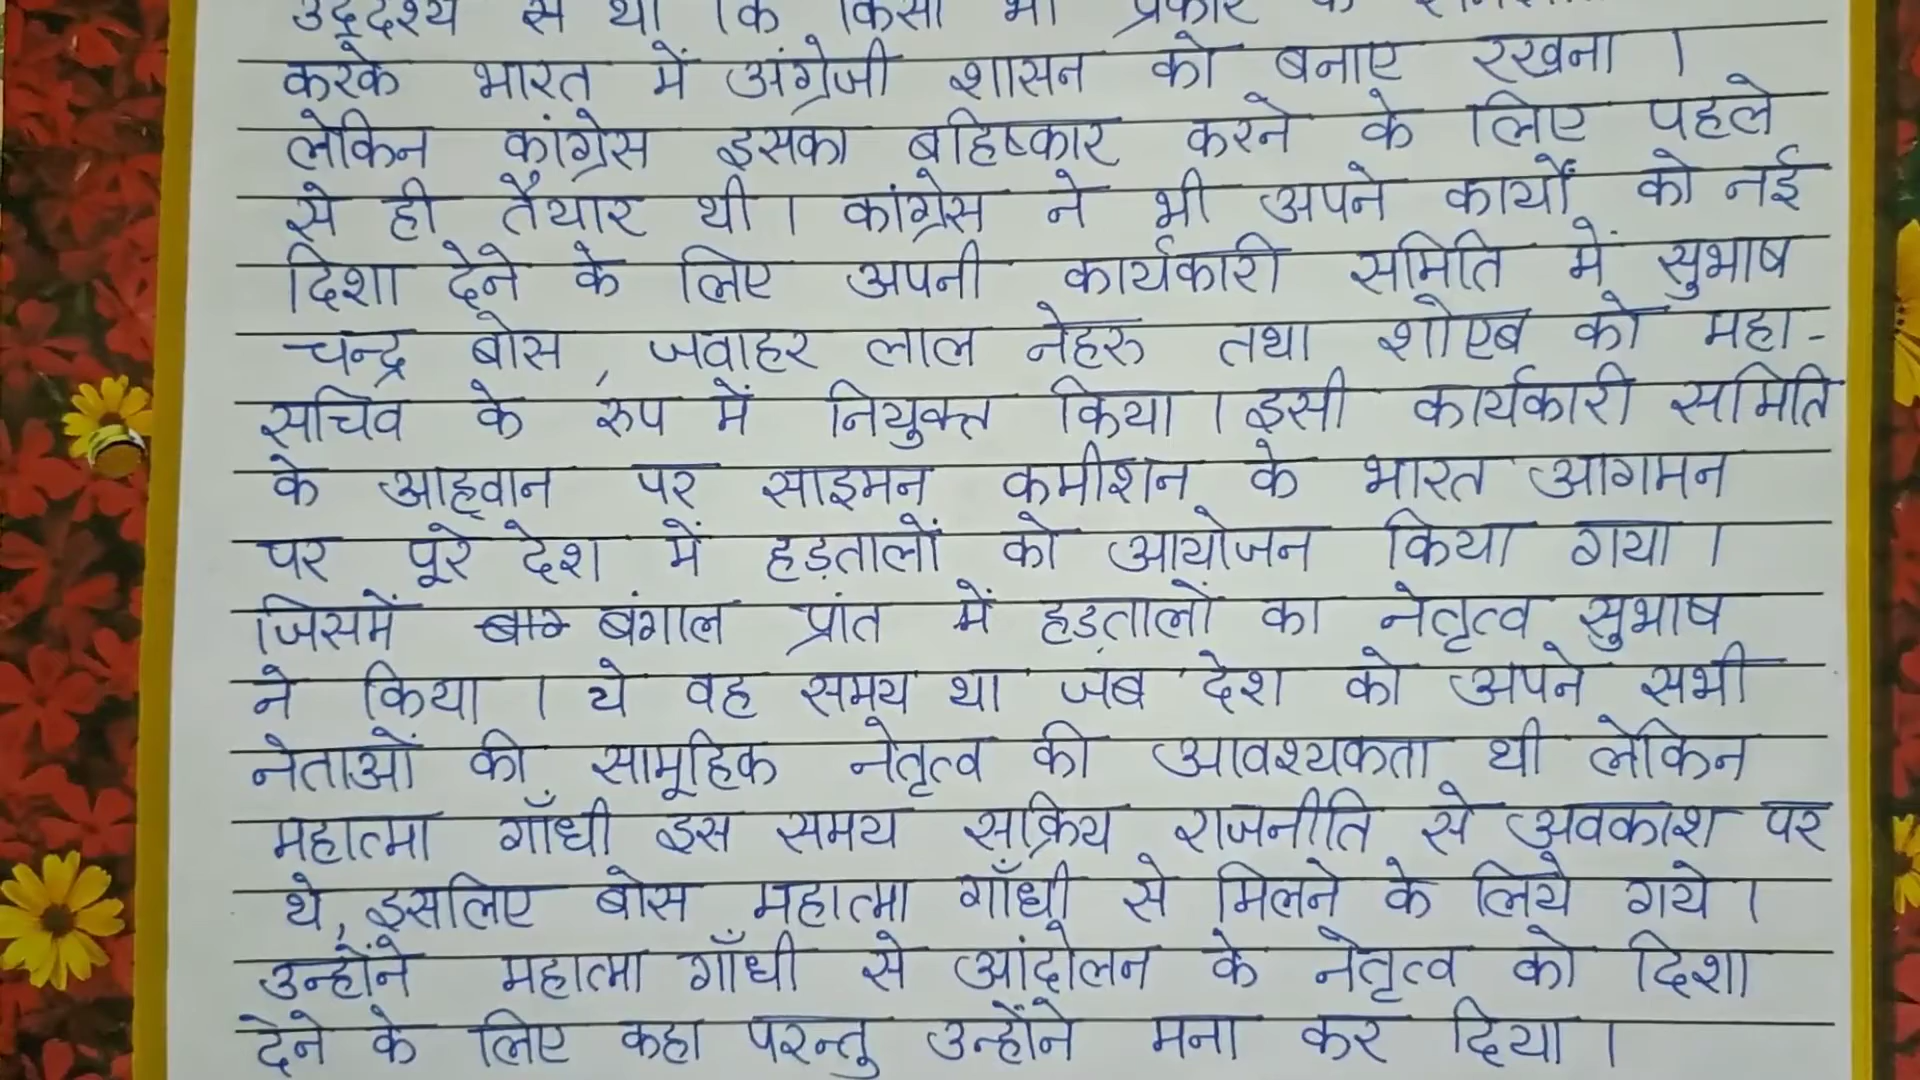 उद्देश्य से था कि किसी भी प्रकार के
करके भारत में अंग्रेजी शासन को बनाए रखना ।
लेकिन कांग्रेस इसका बहिष्कार करने के लिए पहले
से ही तैयार थी । कांग्रेस ने भी अपने कार्यों को नई
दिशा देने के लिए अपनी कार्यकारी समिति में सुभाष
चन्द्र बोस, जवाहर लाल नेहरु तथा शोएब को महा-
सचिव के रुप में नियुक्त किया । इसी कार्यकारी समिति
के आहृवान पर साइमन कमीशन के भारत आगमन
पर पूरे देश में हड़तालों को आयोजन किया गया ।
जिसमें बंगाल प्रांत में हड़तालों का नेतृत्व सुभाष
ने किया । ये वह समय था जब देश को अपने सभी
नेताओं की सामूहिक नेतृत्व की आवश्यकता थी लेकिन
महात्मा गाँधी इस समय सक्रिय राजनीति से अवकाश पर
थे, इसलिए बोस महात्मा गाँधी से मिलने के लिये गये ।
उन्होंने महात्मा गाँधी से आंदोलन के नेतृत्व को दिशा
देने के लिए कहा परन्तु उन्होंने मना कर दिया ।